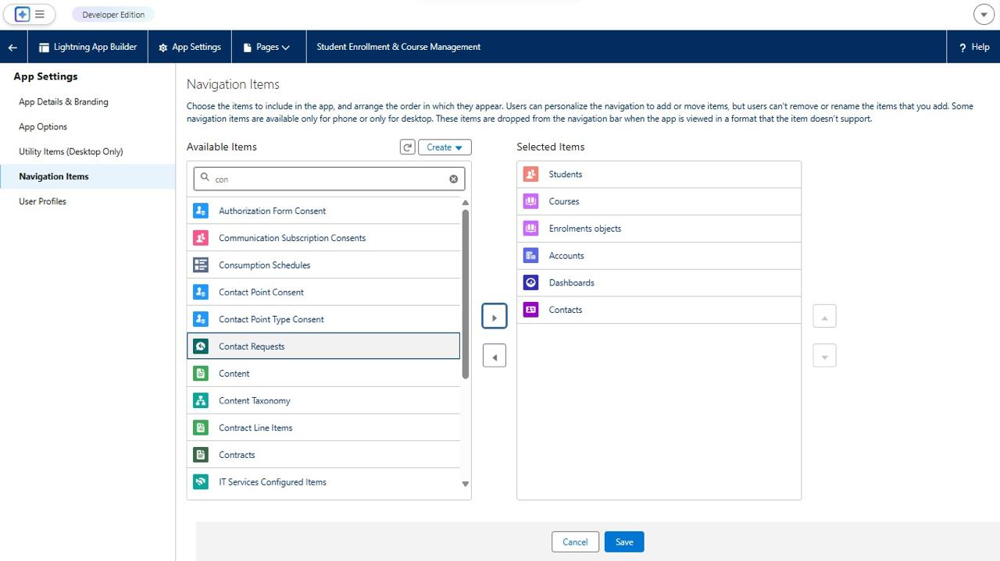 Developer Edition
Lightning App Builder
App Settings
Pages
Student Enrollment & Course Management
? Help
App Settings
App Details & Branding
App Options
Utility Items (Desktop Only)
Navigation Items
User Profiles
Navigation Items
Choose the items to include in the app, and arrange the order in which they appear. Users can personalize the navigation to add or move items, but users can't remove or rename the items that you add. Some
navigation items are available only for phone or only for desktop. These items are dropped from the navigation bar when the app is viewed in a format that the item doesn't support.
Available Items
Create
con
Authorization Form Consent
Communication Subscription Consents
Consumption Schedules
Contact Point Consent
Contact Point Type Consent
Contact Requests
Content
Content Taxonomy
Contract Line Items
Contracts
IT Services Configured Items
Selected Items
Students
Courses
Enrolments objects
Accounts
Dashboards
Contacts
Cancel
Save